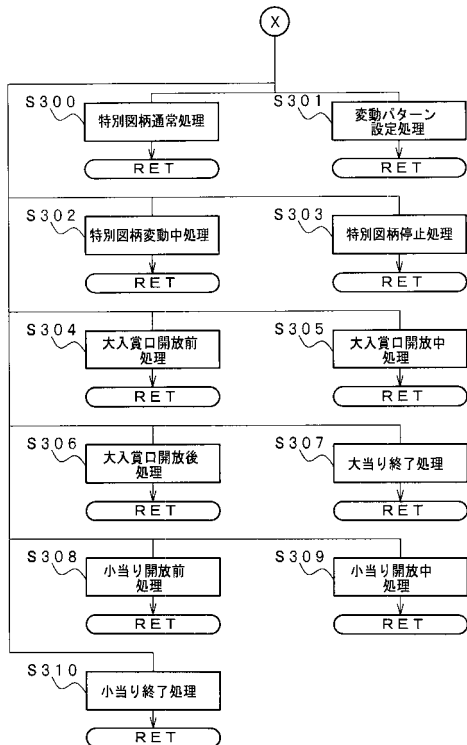 X
S300
特別図柄通常処理
RET
S301
変動パターン
設定処理
RET
S302
特別図柄変動中処理
RET
S303
特別図柄停止処理
RET
S304
大入賞口開放前
処理
RET
S305
大入賞口開放中
処理
RET
S306
大入賞口開放後
処理
RET
S307
大当り終了処理
RET
S308
小当り開放前
処理
RET
S309
小当り開放中
処理
RET
S310
小当り終了処理
RET